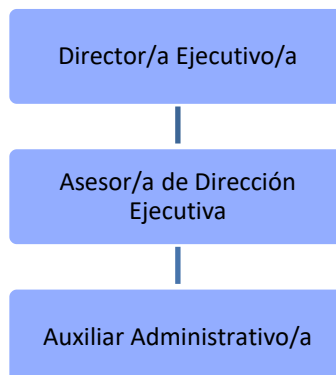 Director/a Ejecutivo/a
Asesor/a de Dirección
Ejecutiva
Auxiliar Administrativo/a